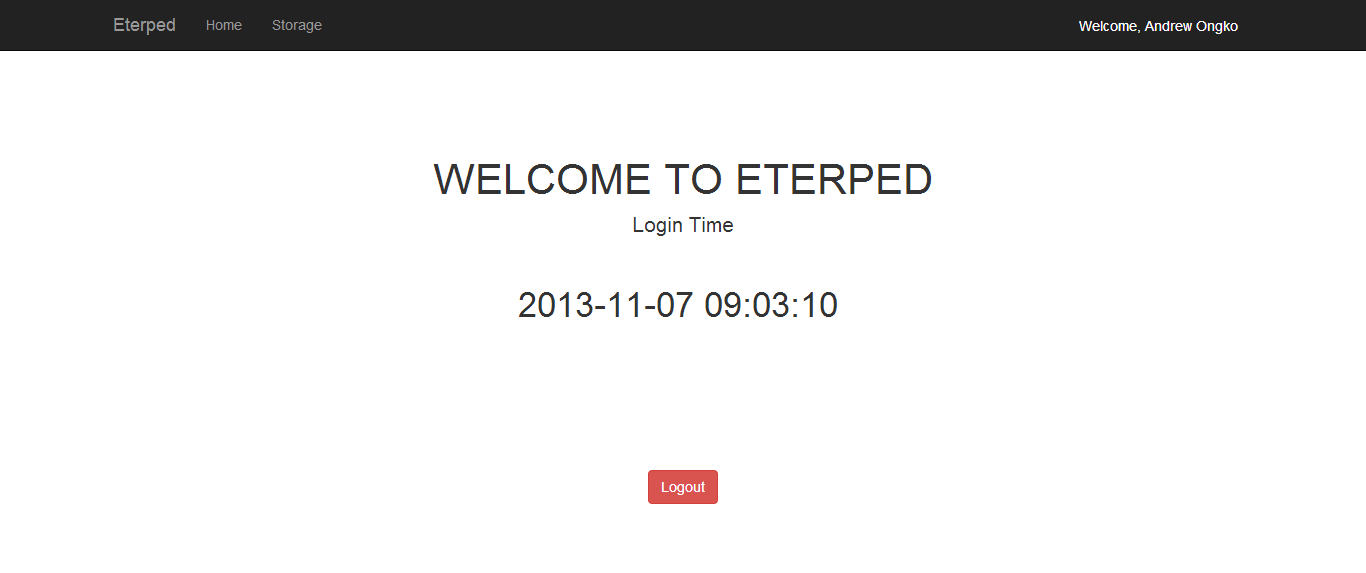 Eterped Home Storage Welcome, Andrew Ongko
WELCOME TO ETERPED
Login Time
2013-11-07 09:03:10
Logout